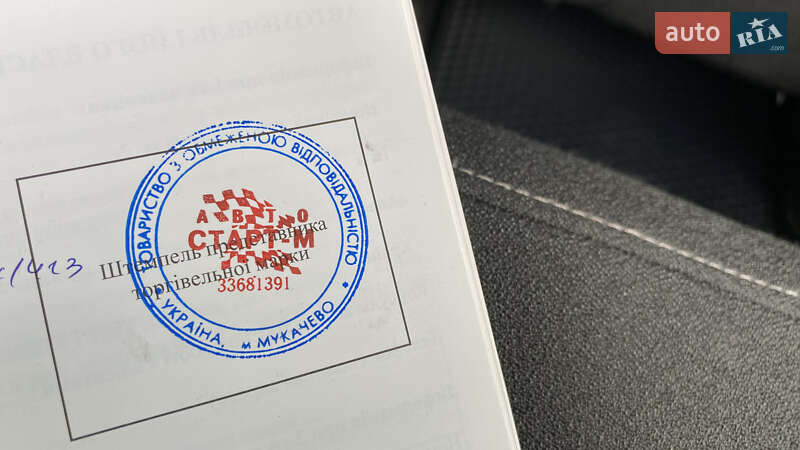 auto
RIA
.com
ТОВАРИСТВО З ОБМЕЖЕНОЮ ВІДПОВІДАЛЬНІСТЮ
АВТО
СТАРТ-М
Штемпель представника
торгівельної марки
33681391
* УКРАЇНА, м МУКАЧЕВО *